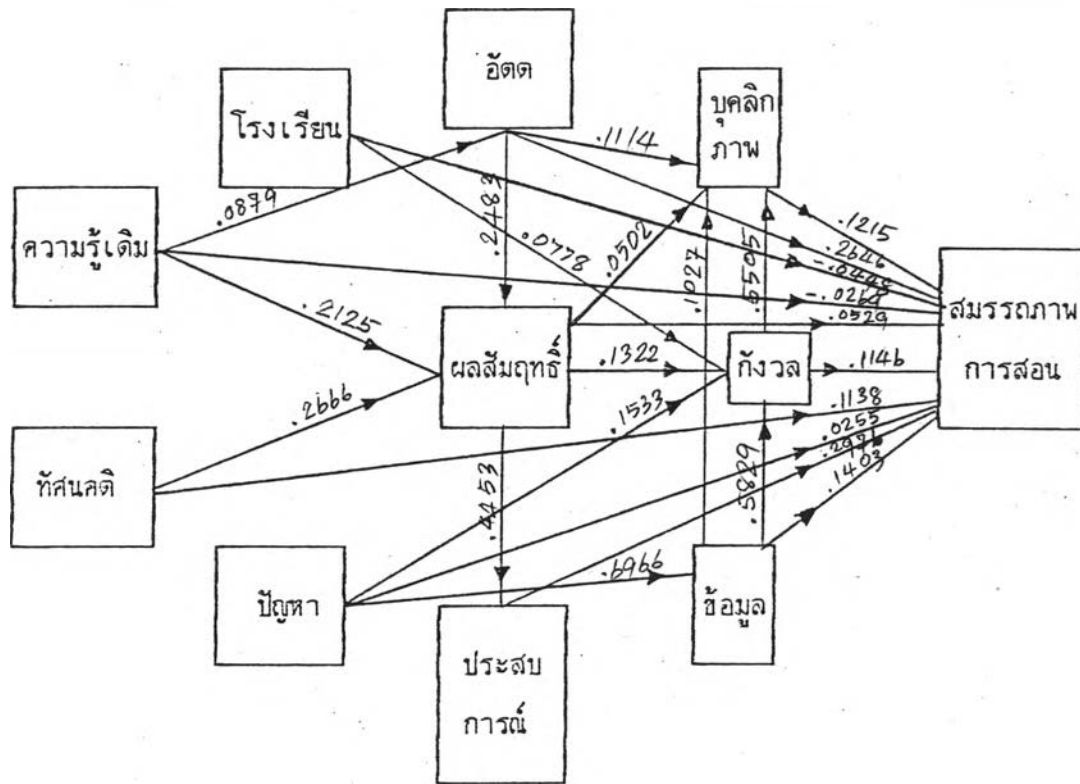 อัตต
บุคลิก
ภาพ
โรงเรียน
.1114
.0879
.2483
.0778
.0502
.1027
.5505
.1215
.2646
-.0448
-.0264
.0529
ความรู้เดิม
สมรรถภาพ
การสอน
.2125
ผลสัมฤทธิ์
.1322
กังวล
.1146
.2666
.1533
.1138
.0255
.1403
ทัศนคติ
.4453
.5829
ปัญหา
.6966
ข้อมูล
ประสบ
การณ์